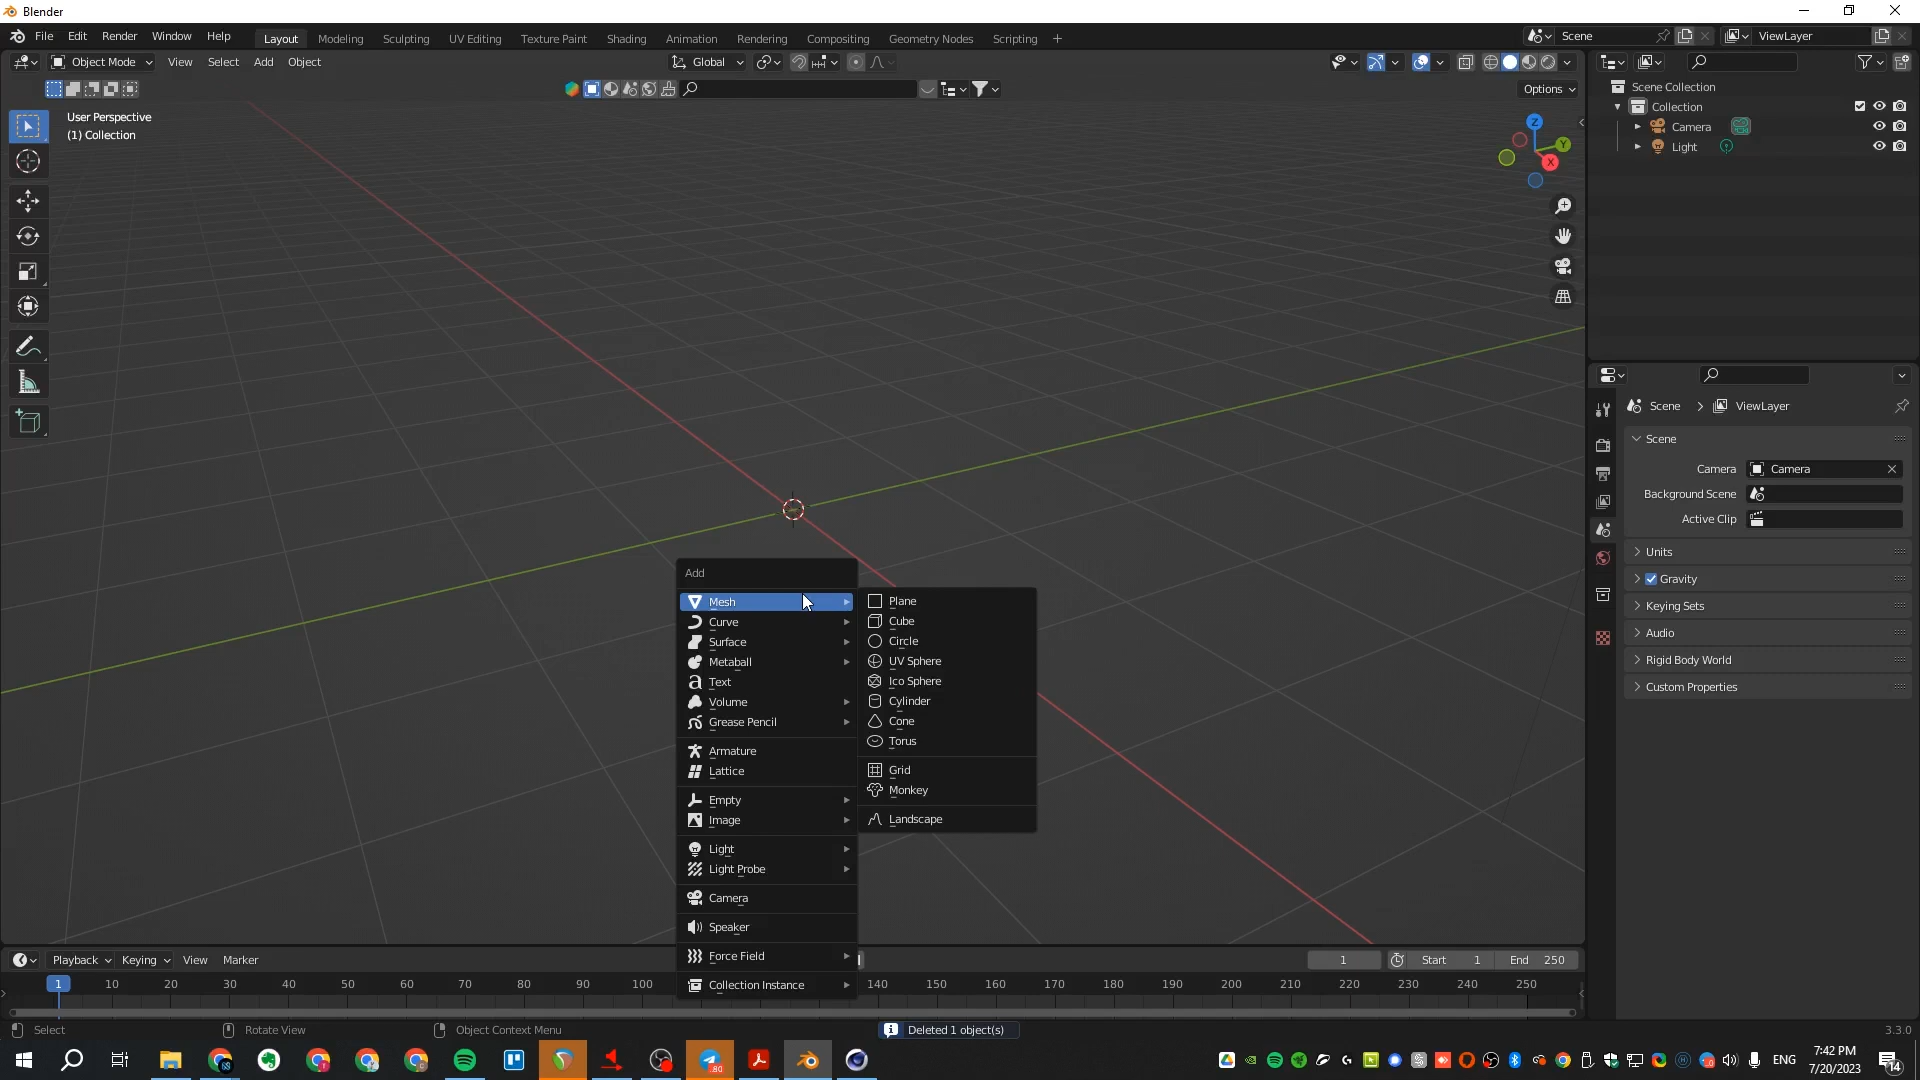 Blender
File Edit Render Window Help Layout Modeling Sculpting UV Editing Texture Paint Shading Animation Rendering Compositing Geometry Nodes Scripting + Scene ViewLayer
Object Mode View Select Add Object Global
Options
User Perspective
(1) Collection
Z
Y
X
Scene Collection
Collection
Camera
Light
Scene > ViewLayer
Scene
Camera Camera
Background Scene
Active Clip
Units
Gravity
Keying Sets
Audio
Rigid Body World
Custom Properties
Add
Mesh
Curve
Surface
Metaball
Text
Volume
Grease Pencil
Armature
Lattice
Empty
Image
Light
Light Probe
Camera
Speaker
Force Field
Collection Instance
Plane
Cube
Circle
UV Sphere
Ico Sphere
Cylinder
Cone
Torus
Grid
Monkey
Landscape
Playback Keying View Marker 1 Start 1 End 250
1 10 20 30 40 50 60 70 80 90 100 140 150 160 170 180 190 200 210 220 230 240 250
Select Rotate View Object Context Menu Deleted 1 object(s) 3.3.0
ENG 7:42 PM
7/20/2023
14